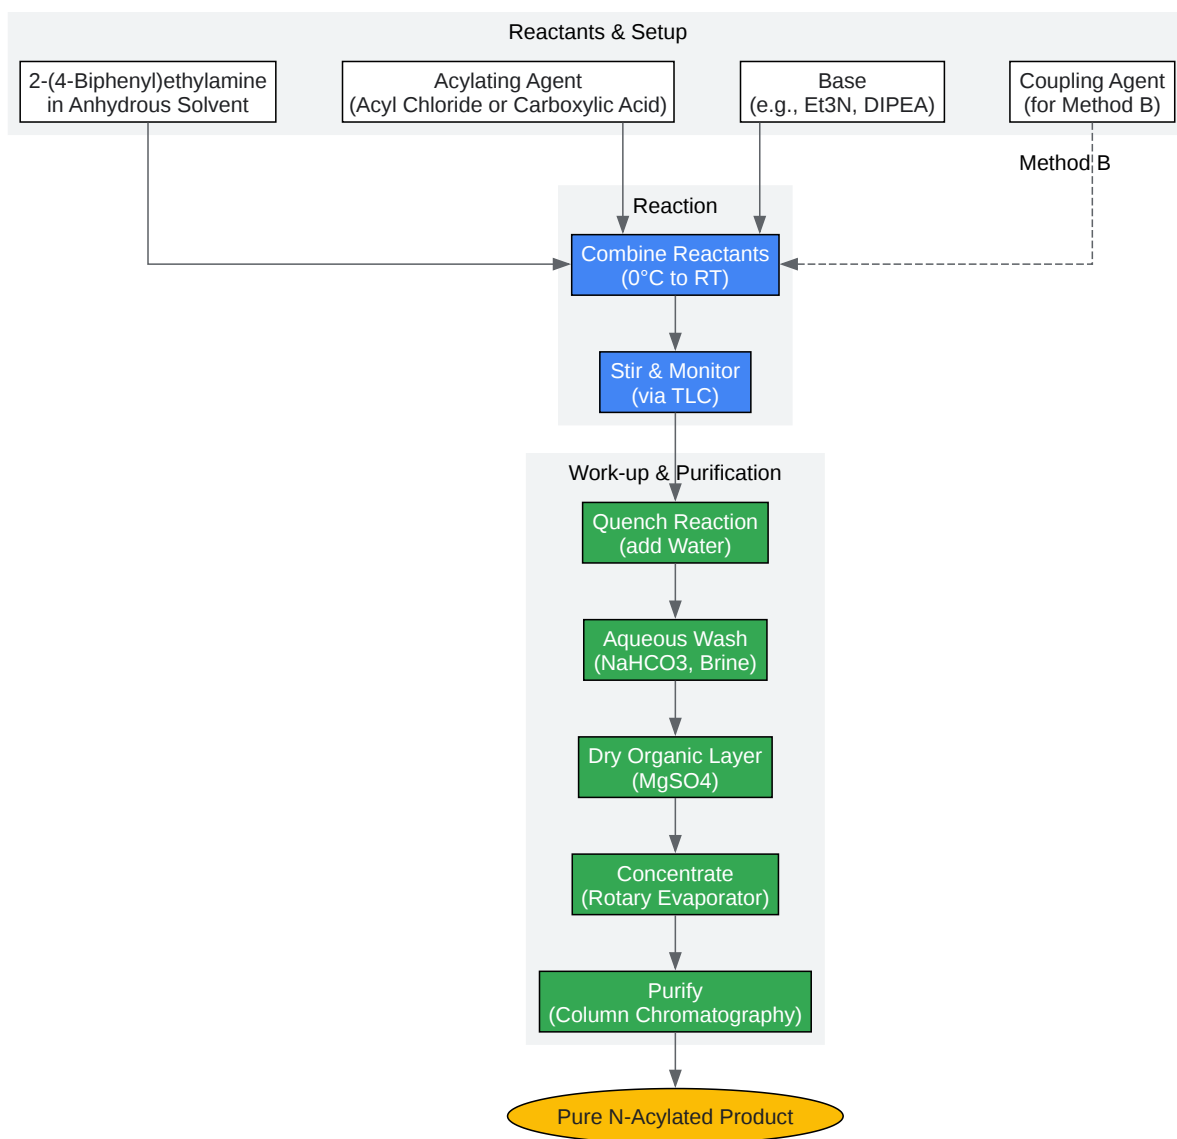 Reactants & Setup
2-(4-Biphenyl)ethylamine
in Anhydrous Solvent
Acylating Agent
(Acyl Chloride or Carboxylic Acid)
Base
(e.g., Et3N, DIPEA)
Coupling Agent
(for Method B)
Method B
Reaction
Combine Reactants
(0°C to RT)
Stir & Monitor
(via TLC)
Work-up & Purification
Quench Reaction
(add Water)
Aqueous Wash
(NaHCO3, Brine)
Dry Organic Layer
(MgSO4)
Concentrate
(Rotary Evaporator)
Purify
(Column Chromatography)
Pure N-Acylated Product